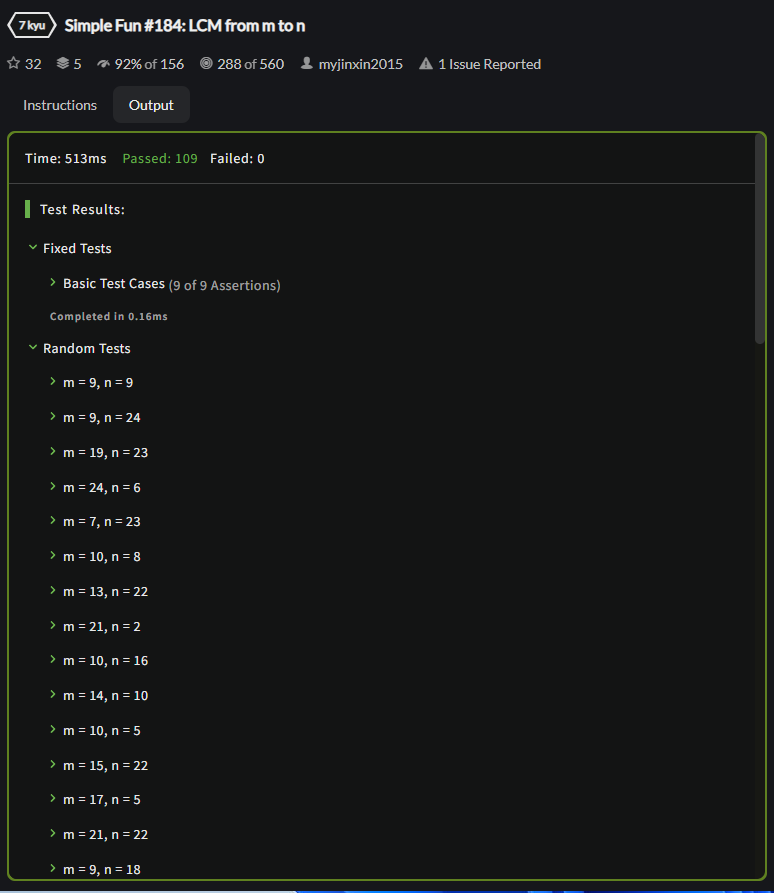 7 kyu Simple Fun #184: LCM from m to n
32 5 92% of 156 288 of 560 myjinxin2015 1 Issue Reported
Instructions Output
Time: 513ms Passed: 109 Failed: 0
Test Results:
Fixed Tests
Basic Test Cases (9 of 9 Assertions)
Completed in 0.16ms
Random Tests
m = 9, n = 9
m = 9, n = 24
m = 19, n = 23
m = 24, n = 6
m = 7, n = 23
m = 10, n = 8
m = 13, n = 22
m = 21, n = 2
m = 10, n = 16
m = 14, n = 10
m = 10, n = 5
m = 15, n = 22
m = 17, n = 5
m = 21, n = 22
m = 9, n = 18